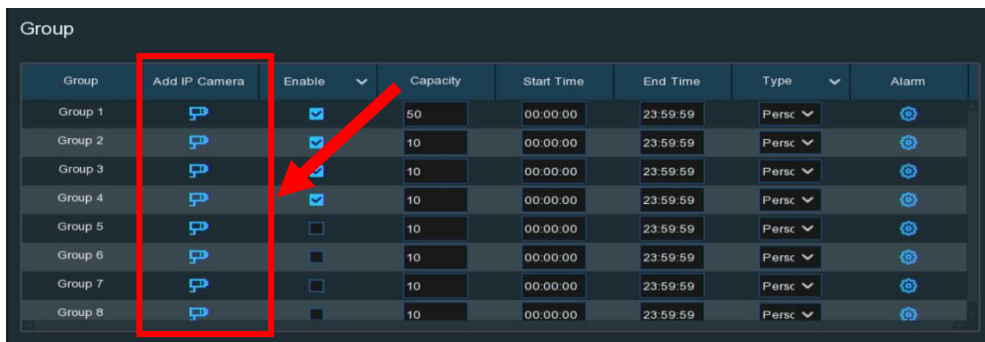 Group
Group Add IP Camera Enable Capacity Start Time End Time Type Alarm
Group 1 50 00:00:00 23:59:59 Persc
Group 2 10 00:00:00 23:59:59 Persc
Group 3 10 00:00:00 23:59:59 Persc
Group 4 10 00:00:00 23:59:59 Persc
Group 5 10 00:00:00 23:59:59 Persc
Group 6 10 00:00:00 23:59:59 Persc
Group 7 10 00:00:00 23:59:59 Persc
Group 8 10 00:00:00 23:59:59 Persc